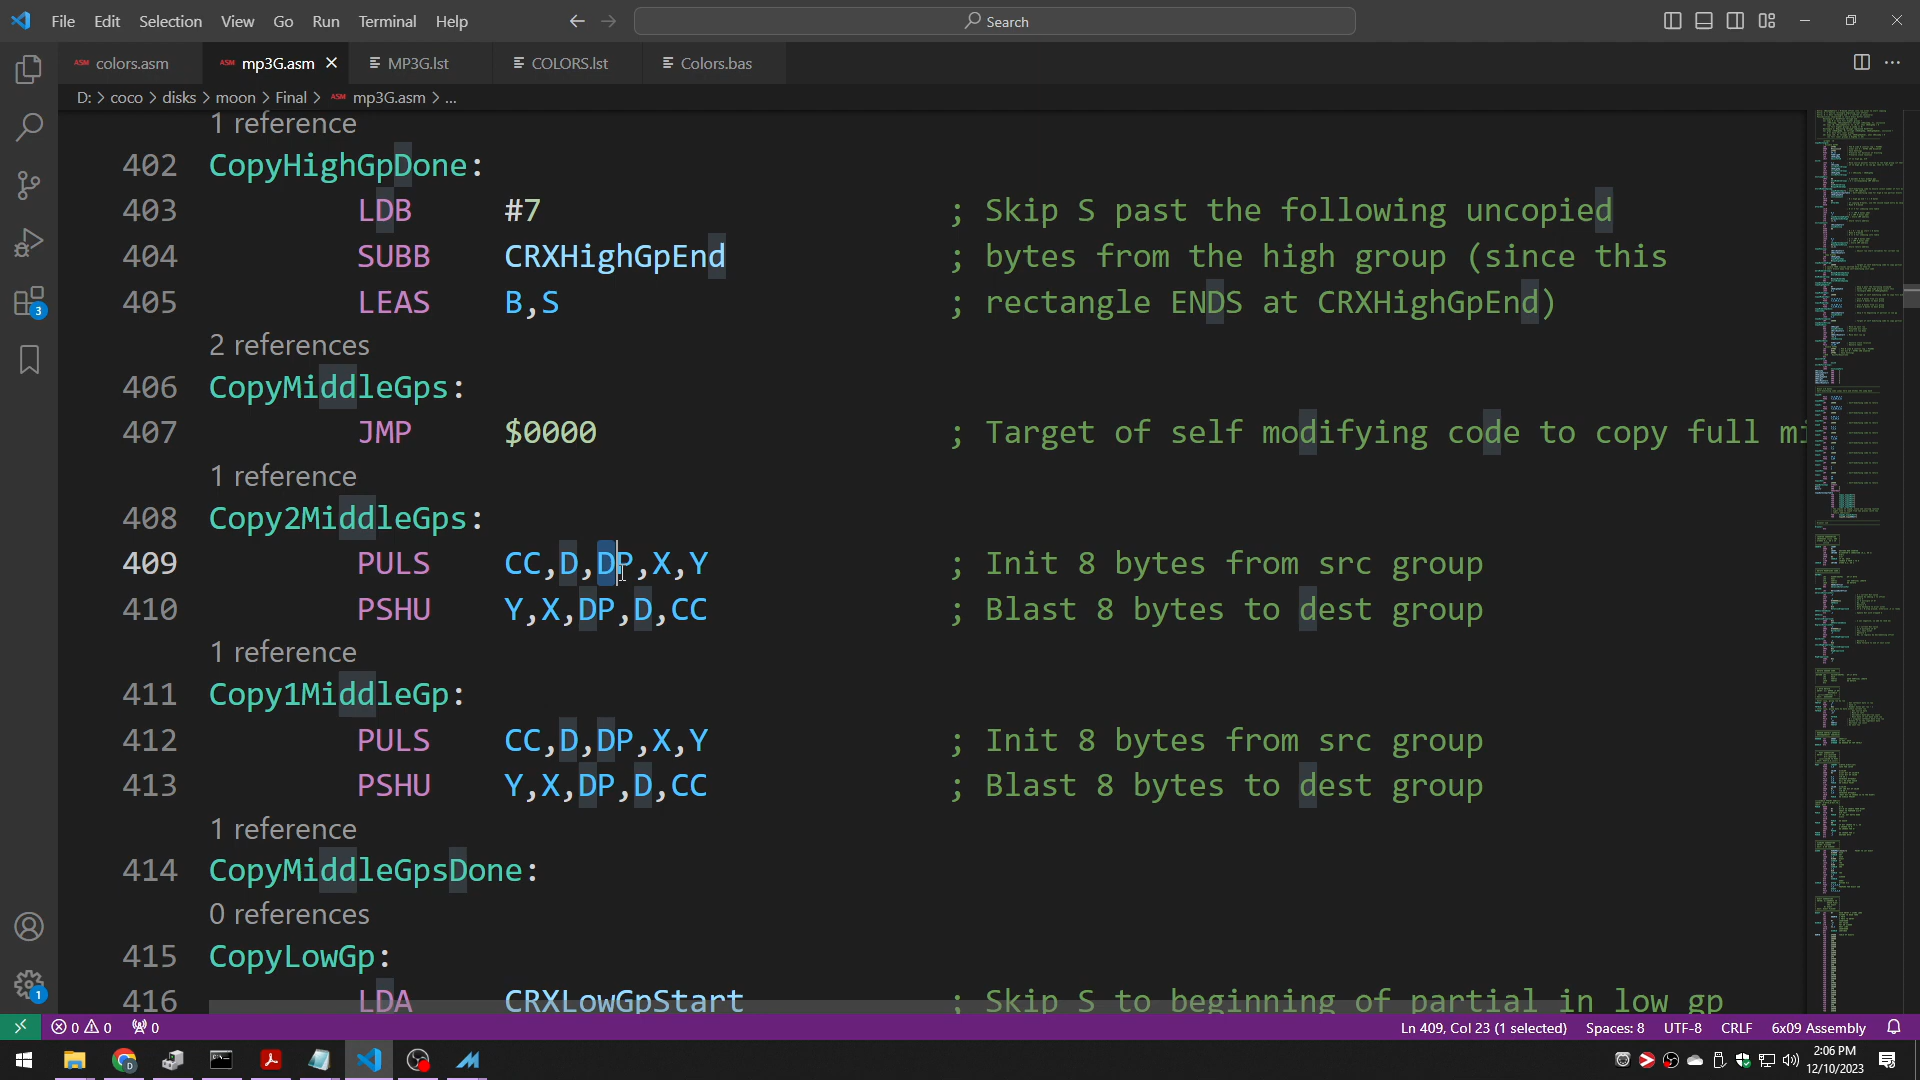 File Edit Selection View Go Run Terminal Help
Search
ASM colors.asm
ASM mp3G.asm
MP3G.lst
COLORS.lst
Colors.bas
D: > coco > disks > moon > Final > ASM mp3G.asm > ...
1 reference
402 CopyHighGpDone:
403 LDB #7 ; Skip S past the following uncopied
404 SUBB CRXHighGpEnd ; bytes from the high group (since this
405 LEAS B,S ; rectangle ENDS at CRXHighGpEnd)
2 references
406 CopyMiddleGps:
407 JMP $0000 ; Target of self modifying code to copy full mi
1 reference
408 Copy2MiddleGps:
409 PULS CC,D,DP,X,Y ; Init 8 bytes from src group
410 PSHU Y,X,DP,D,CC ; Blast 8 bytes to dest group
1 reference
411 Copy1MiddleGp:
412 PULS CC,D,DP,X,Y ; Init 8 bytes from src group
413 PSHU Y,X,DP,D,CC ; Blast 8 bytes to dest group
1 reference
414 CopyMiddleGpsDone:
0 references
415 CopyLowGp:
416 LDA CRXLowGpStart ; Skip S to beginning of partial in low gp
3
1
0 0 0
Ln 409, Col 23 (1 selected) Spaces: 8 UTF-8 CRLF 6x09 Assembly
2:06 PM
12/10/2023